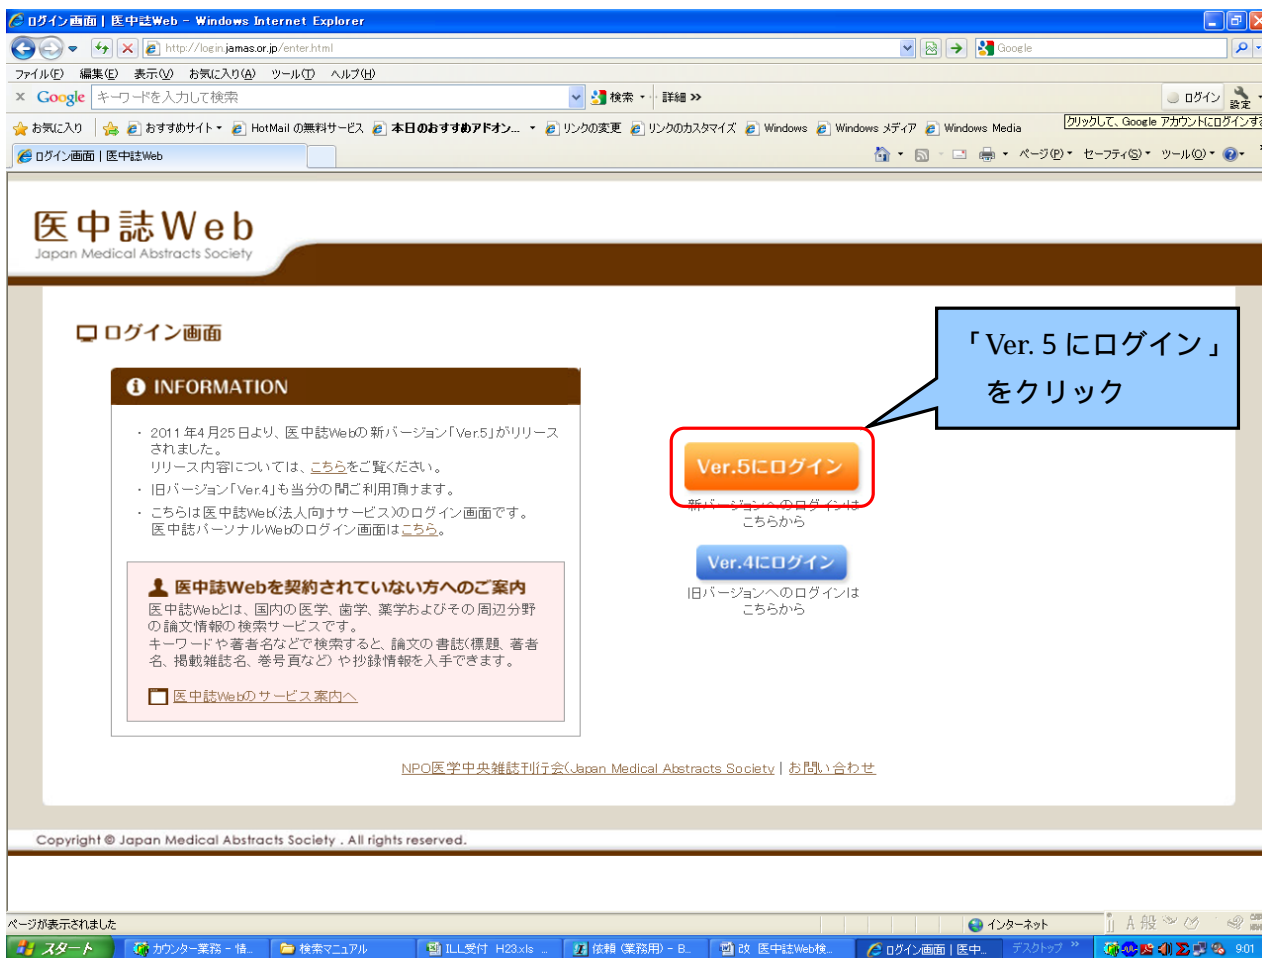 ログイン画面 | 医中誌Web - Windows Internet Explorer
http://login.jamas.or.jp/enter.html
Google
ファイル(F) 編集(E) 表示(V) お気に入り(A) ツール(T) ヘルプ(H)
× Google キーワードを入力して検索 検索 詳細 >> ログイン 設定
お気に入り おすすめサイト HotMail の無料サービス 本日のおすすめアドオン... リンクの変更 リンクのカスタマイズ Windows Windows メディア Windows Media
クリックして、Google アカウントにログインする
ログイン画面 | 医中誌Web
ページ(P) セーフティ(S) ツール(O)
医中誌Web
Japan Medical Abstracts Society
ログイン画面
「Ver. 5 にログイン」
をクリック
INFORMATION
・ 2011年4月25日より、医中誌Webの新バージョン「Ver.5」がリリース
されました。
リリース内容については、こちらをご覧ください。
・ 旧バージョン「Ver.4」も当分の間ご利用頂けます。
・ こちらは医中誌Web(法人向けサービス)のログイン画面です。
医中誌パーソナルWebのログイン画面はこちら。
Ver.5にログイン
新バージョンへのログインは
こちらから
Ver.4にログイン
旧バージョンへのログインは
こちらから
医中誌Webを契約されていない方へのご案内
医中誌Webとは、国内の医学、歯学、薬学およびその周辺分野
の論文情報の検索サービスです。
キーワードや著者名などで検索すると、論文の書誌(標題、著者
名、掲載雑誌名、巻号頁など) や抄録情報を入手できます。
医中誌Webのサービス案内へ
NPO医学中央雑誌刊行会(Japan Medical Abstracts Society | お問い合わせ
Copyright © Japan Medical Abstracts Society . All rights reserved.
ページが表示されました
インターネット
A 般
スタート カウンター業務 - 情... 検索マニュアル ILL受付 H23.xls ... 依頼 (業務用) - B... 改 医中誌Web検... ログイン画面 | 医中... デスクトップ >> 9:01